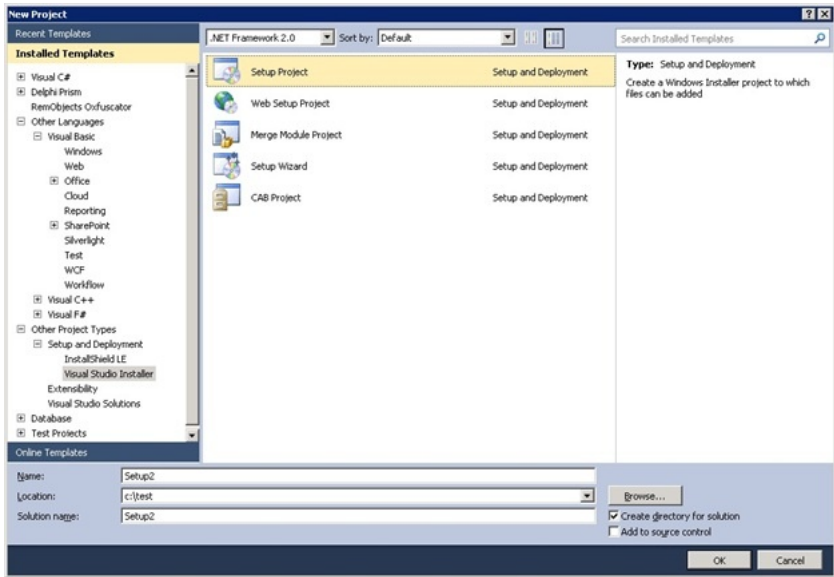 New Project
Recent Templates
Installed Templates
Visual C#
Delphi Prism
RemObjects Oxfuscator
Other Languages
Visual Basic
Windows
Web
Office
Cloud
Reporting
SharePoint
Silverlight
Test
WCF
Workflow
Visual C++
Visual F#
Other Project Types
Setup and Deployment
InstallShield LE
Visual Studio Installer
Extensibility
Visual Studio Solutions
Database
Test Projects
Online Templates
.NET Framework 2.0 Sort by: Default
Setup Project Setup and Deployment
Web Setup Project Setup and Deployment
Merge Module Project Setup and Deployment
Setup Wizard Setup and Deployment
CAB Project Setup and Deployment
Search Installed Templates
Type: Setup and Deployment
Create a Windows Installer project to which
files can be added
Name: Setup2
Location: c:\test
Solution name: Setup2
Browse...
Create directory for solution
Add to source control
OK Cancel